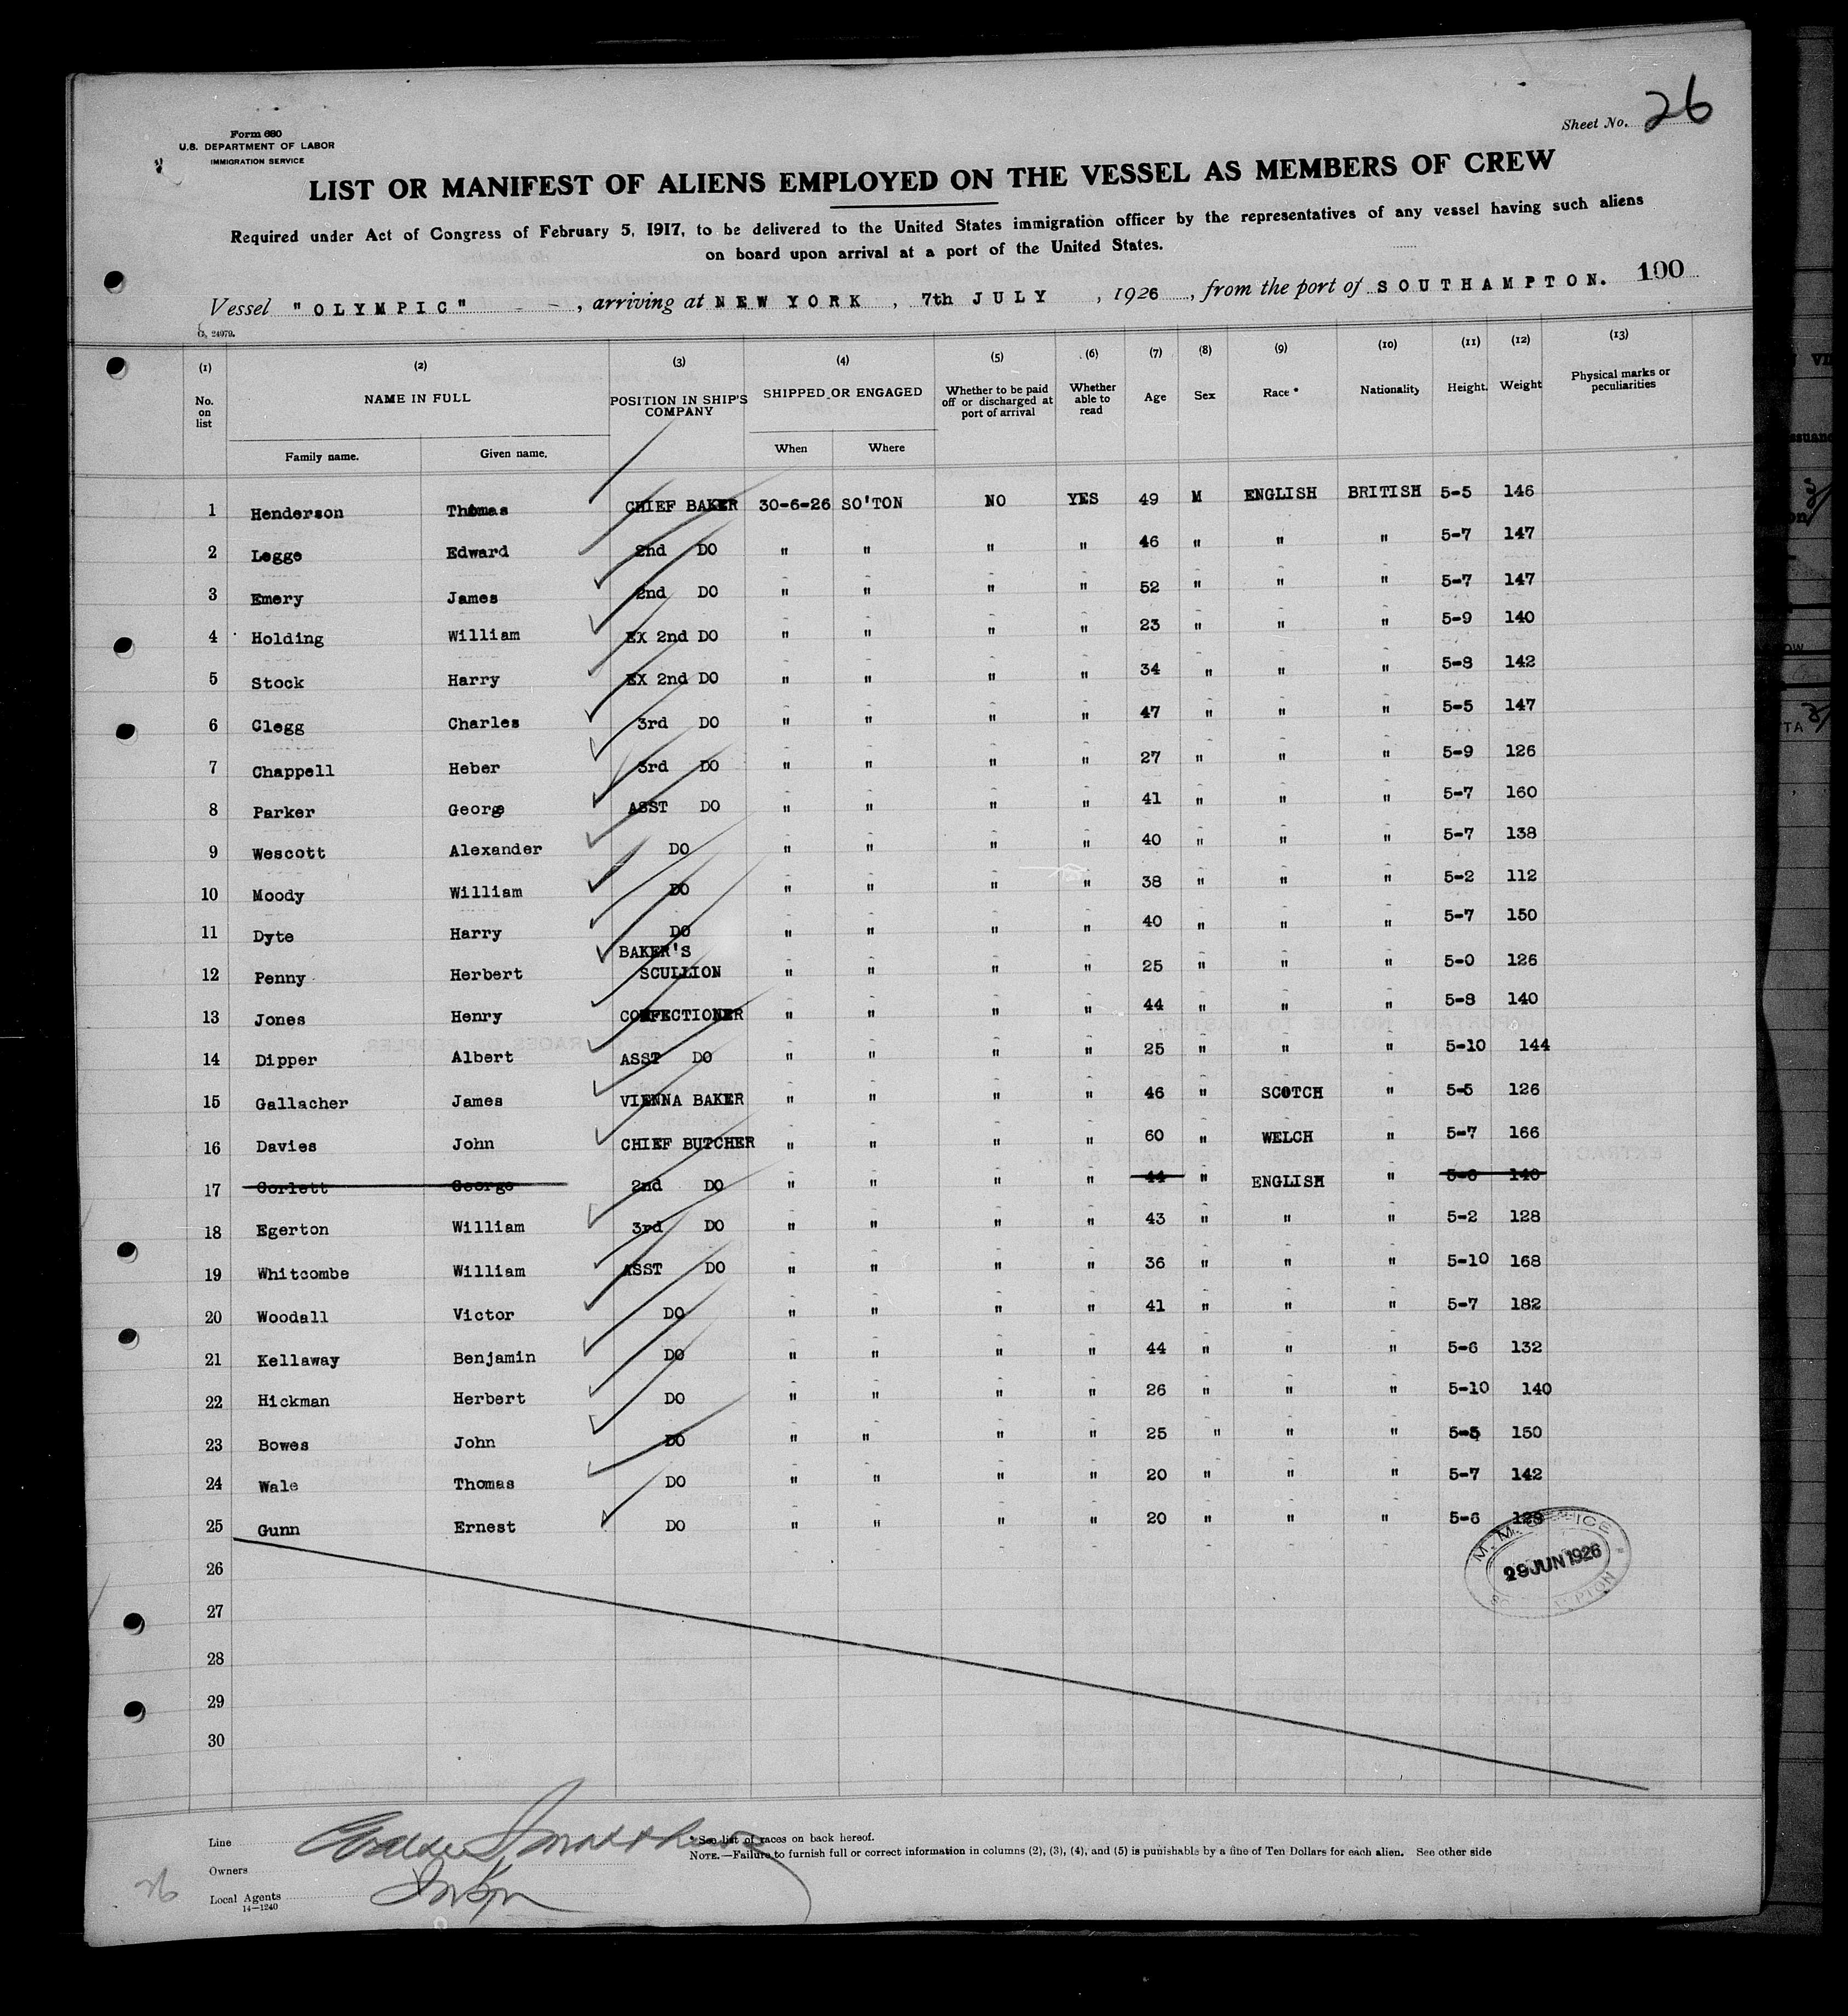 Sheet No. 26
Form 680
U.S. DEPARTMENT OF LABOR
IMMIGRATION SERVICE
LIST OR MANIFEST OF ALIENS EMPLOYED ON THE VESSEL AS MEMBERS OF CREW
Required under Act of Congress of February 5, 1917, to be delivered to the United States immigration officer by the representatives of any vessel having such aliens
on board upon arrival at a port of the United States.
100
Vessel "OLYMPIC" - , arriving at NEW YORK , 7th JULY , 1926 , from the port of SOUTHAMPTON.
G, 24079.
(1) (2) (3) (4) (5) (6) (7) (8) (9) (10) (11) (12) (13)
No. on list NAME IN FULL POSITION IN SHIP'S COMPANY SHIPPED OR ENGAGED Whether to be paid off or discharged at port of arrival Whether able to read Age Sex Race * Nationality Height. Weight Physical marks or peculiarities
Family name. Given name. When Where
1 Henderson Thomas CHIEF BAKER 30-6-26 SO'TON NO YES 49 M ENGLISH BRITISH 5-5 146
2 Legge Edward 2nd DO " " " " 46 " " " 5-7 147
3 Emery James 2nd DO " " " " 52 " " " 5-7 147
4 Holding William EX 2nd DO " " " " 23 " " " 5-9 140
5 Stock Harry EX 2nd DO " " " " 34 " " " 5-8 142
6 Clegg Charles 3rd DO " " " " 47 " " " 5-5 147
7 Chappell Heber 3rd DO " " " " 27 " " " 5-9 126
8 Parker George ASST DO " " " " 41 " " " 5-7 160
9 Wescott Alexander DO " " " " 40 " " " 5-7 138
10 Moody William DO " " " " 38 " " " 5-2 112
11 Dyte Harry DO " " " " 40 " " " 5-7 150
12 Penny Herbert BAKER'S SCULLION " " " " 25 " " " 5-0 126
13 Jones Henry CONFECTIONER " " " " 44 " " " 5-8 140
14 Dipper Albert ASST DO " " " " 25 " " " 5-10 144
15 Gallacher James VIENNA BAKER " " " " 46 " SCOTCH " 5-5 126
16 Davies John CHIEF BUTCHER " " " " 60 " WELCH " 5-7 166
17 Corlett George 2nd DO " " " " 44 " ENGLISH " 5-6 140
18 Egerton William 3rd DO " " " " 43 " " " 5-2 128
19 Whitcombe William ASST DO " " " " 36 " " " 5-10 168
20 Woodall Victor DO " " " " 41 " " " 5-7 182
21 Kellaway Benjamin DO " " " " 44 " " " 5-6 132
22 Hickman Herbert DO " " " " 26 " " " 5-10 140
23 Bowes John DO " " " " 25 " " " 5-5 150
24 Wale Thomas DO " " " " 20 " " " 5-7 142
25 Gunn Ernest DO " " " " 20 " " " 5-6
26
27
28
29
30
29 JUN 1926
Line
* See list of races on back hereof.
NOTE.—Failure to furnish full or correct information in columns (2), (3), (4), and (5) is punishable by a fine of Ten Dollars for each alien. See other side
Owners
26
Local Agents
14—1240